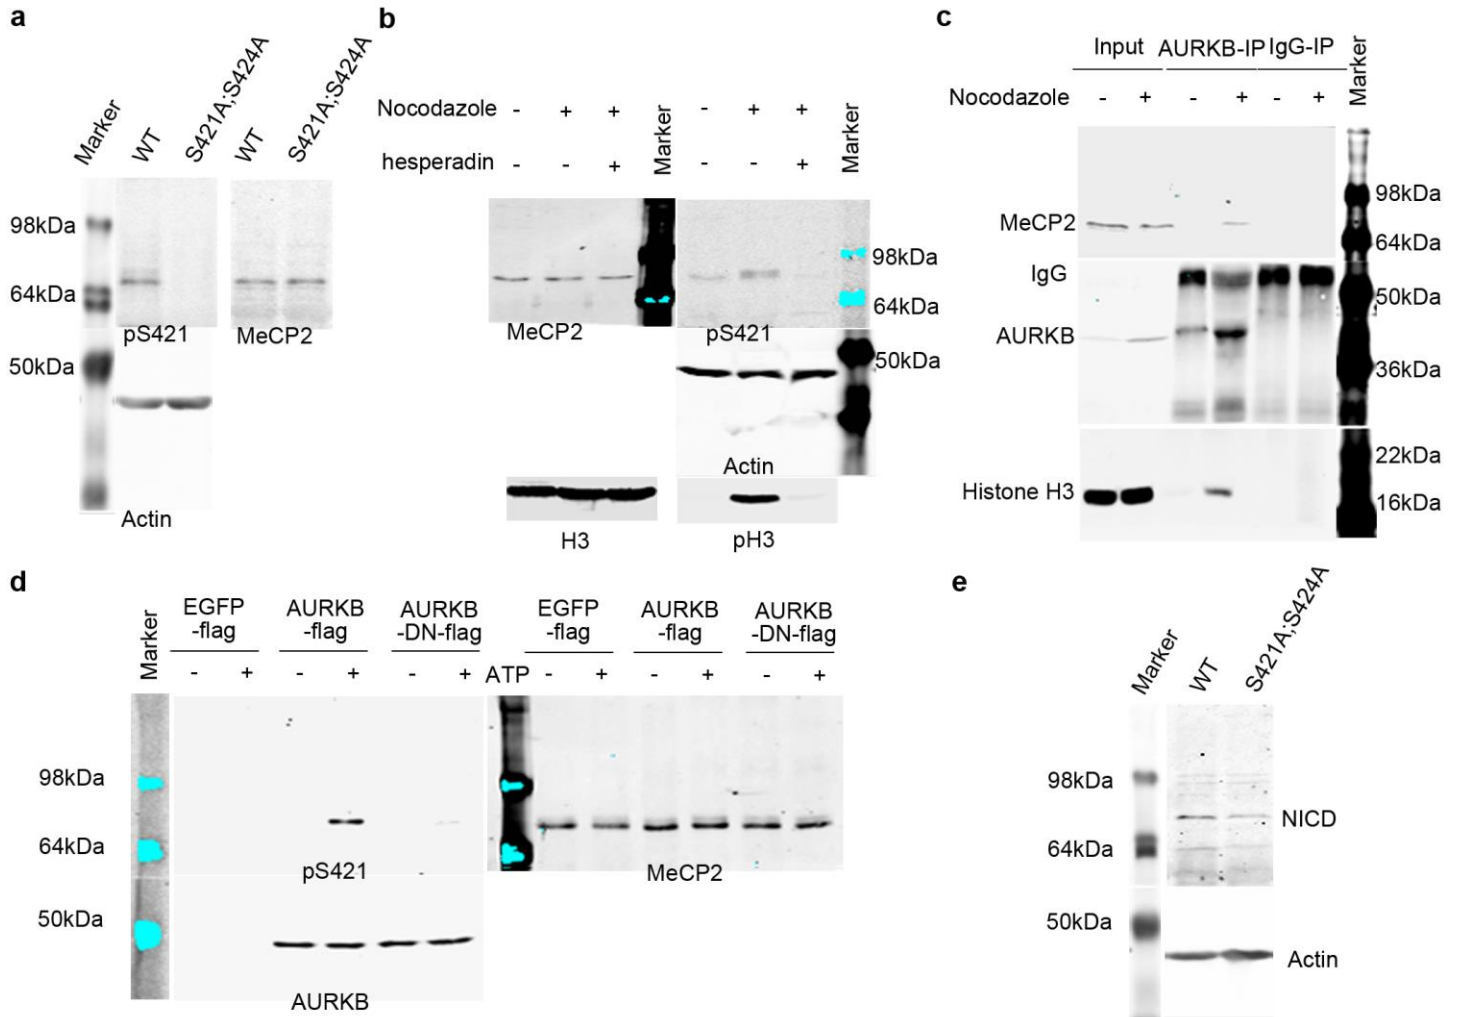 a
Marker
WT
S421A;S424A
WT
S421A;S424A
98kDa
64kDa
pS421
MeCP2
50kDa
Actin
b
Nocodazole - + +
hesperadin - - +
Marker
- + +
- - +
Marker
98kDa
64kDa
MeCP2
pS421
50kDa
Actin
H3
pH3
c
Input AURKB-IP IgG-IP
Marker
Nocodazole - + - + - +
MeCP2
98kDa
64kDa
IgG
50kDa
AURKB
36kDa
22kDa
Histone H3
16kDa
d
Marker
EGFP
-flag
AURKB
-flag
AURKB
-DN-flag
EGFP
-flag
AURKB
-flag
AURKB
-DN-flag
- + - + - + ATP - + - + - +
98kDa
64kDa
pS421
MeCP2
50kDa
AURKB
e
Marker
WT
S421A;S424A
98kDa
NICD
64kDa
50kDa
Actin